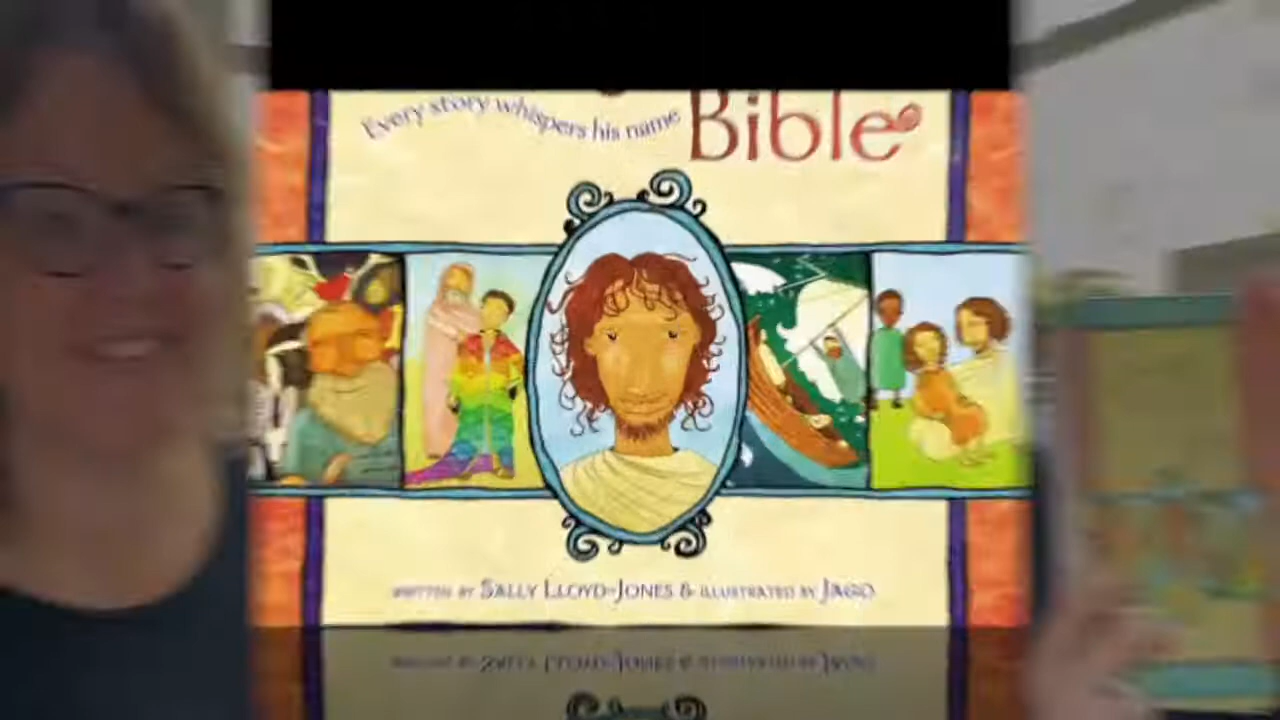 Every story whispers his name
Bible
WRITTEN BY SALLY LLOYD-JONES & ILLUSTRATED BY JAGO